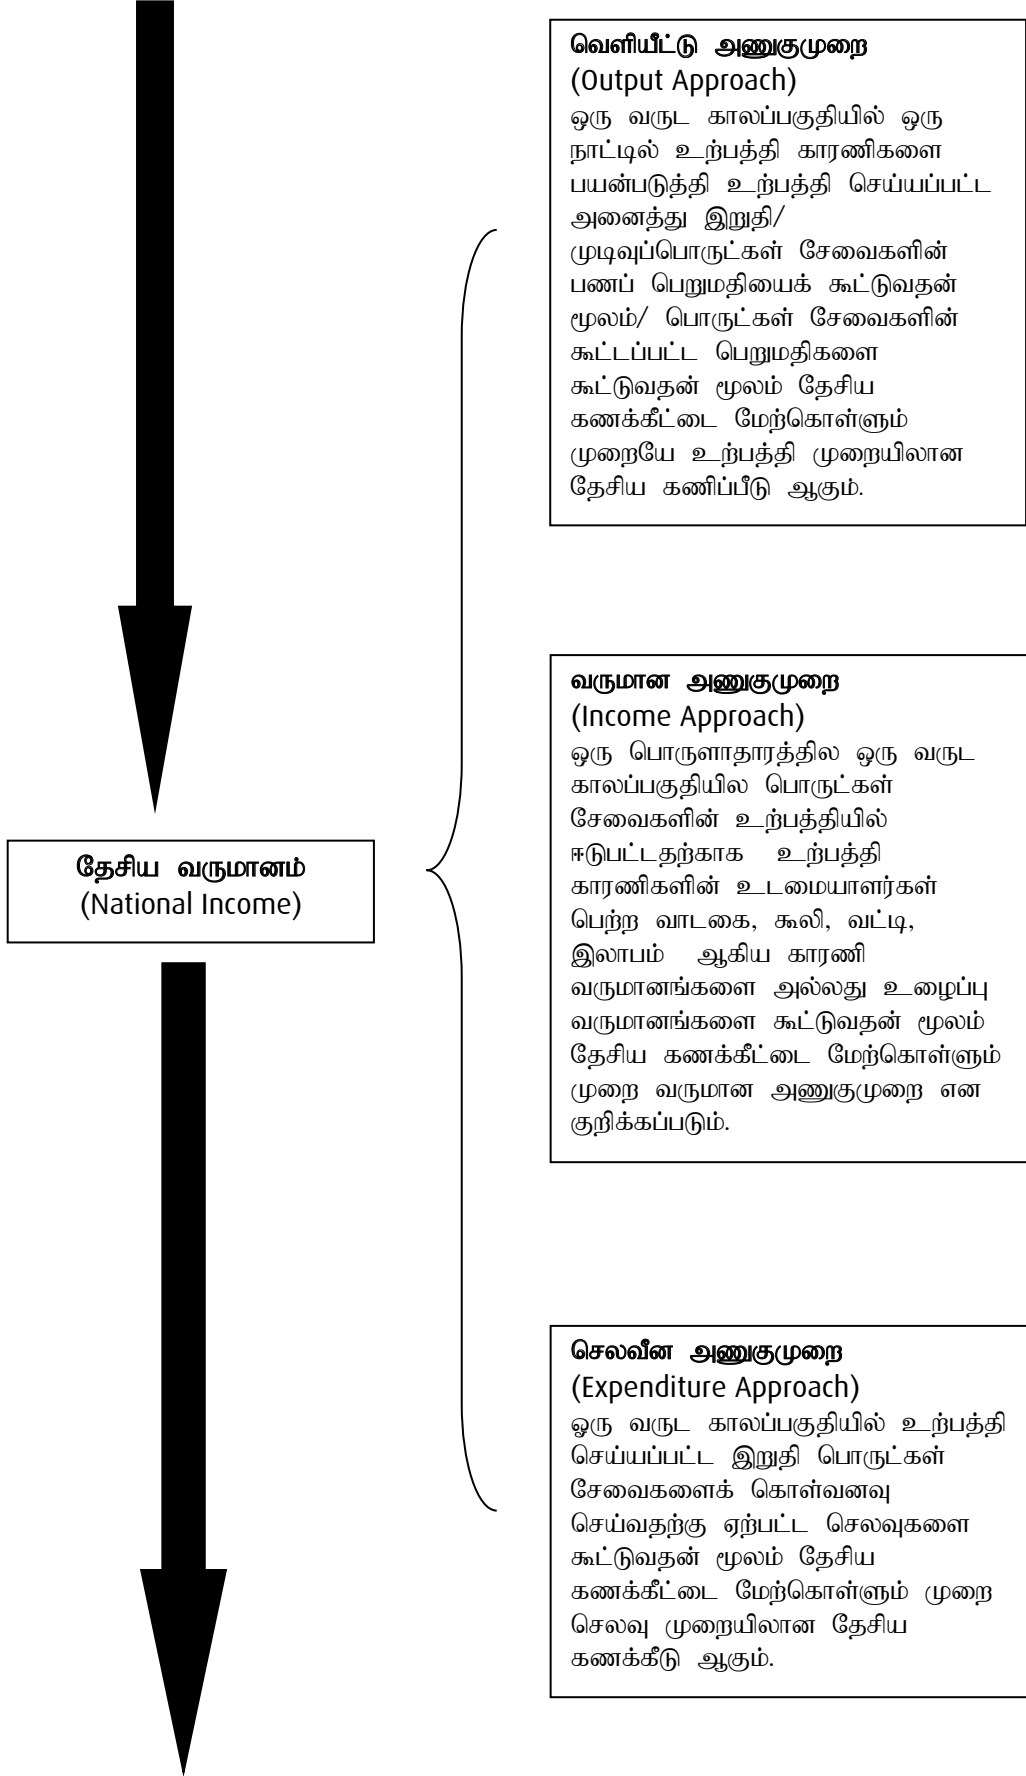 வெளியீட்டு அணுகுமுறை
(Output Approach)
ஒரு வருட காலப்பகுதியில் ஒரு
நாட்டில் உற்பத்தி காரணிகளை
பயன்படுத்தி உற்பத்தி செய்யப்பட்ட
அனைத்து இறுதி/
முடிவுப்பொருட்கள் சேவைகளின்
பணப் பெறுமதியைக் கூட்டுவதன்
மூலம்/ பொருட்கள் சேவைகளின்
கூட்டப்பட்ட பெறுமதிகளை
கூட்டுவதன் மூலம் தேசிய
கணக்கீட்டை மேற்கொள்ளும்
முறையே உற்பத்தி முறையிலான
தேசிய கணிப்பீடு ஆகும்.
தேசிய வருமானம்
(National Income)
வருமான அணுகுமுறை
(Income Approach)
ஒரு பொருளாதாரத்தில ஒரு வருட
காலப்பகுதியில பொருட்கள்
சேவைகளின் உற்பத்தியில்
ஈடுபட்டதற்காக உற்பத்தி
காரணிகளின் உடமையாளர்கள்
பெற்ற வாடகை, கூலி, வட்டி,
இலாபம் ஆகிய காரணி
வருமானங்களை அல்லது உழைப்பு
வருமானங்களை கூட்டுவதன் மூலம்
தேசிய கணக்கீட்டை மேற்கொள்ளும்
முறை வருமான அணுகுமுறை என
குறிக்கப்படும்.
செலவீன அணுகுமுறை
(Expenditure Approach)
ஓரு வருட காலப்பகுதியில் உற்பத்தி
செய்யப்பட்ட இறுதி பொருட்கள்
சேவைகளைக் கொள்வனவு
செய்வதற்கு ஏற்பட்ட செலவுகளை
கூட்டுவதன் மூலம் தேசிய
கணக்கீட்டை மேற்கொள்ளும் முறை
செலவு முறையிலான தேசிய
கணக்கீடு ஆகும்.